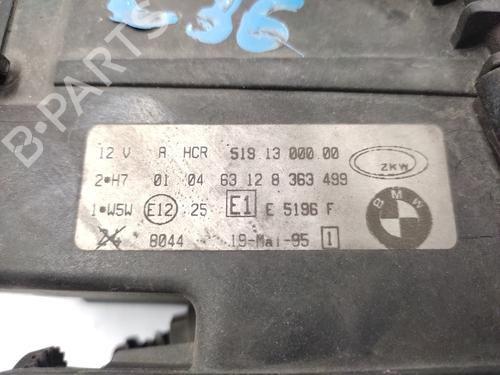 E36
12 V A HCR 519 13 000 00
ZKW
2*H7 01 04 63 12 8 363 499
1*W5W E12 25 E1 E 5196 F
BMW
24 8044 19-Mai-95 1
B-PARTS